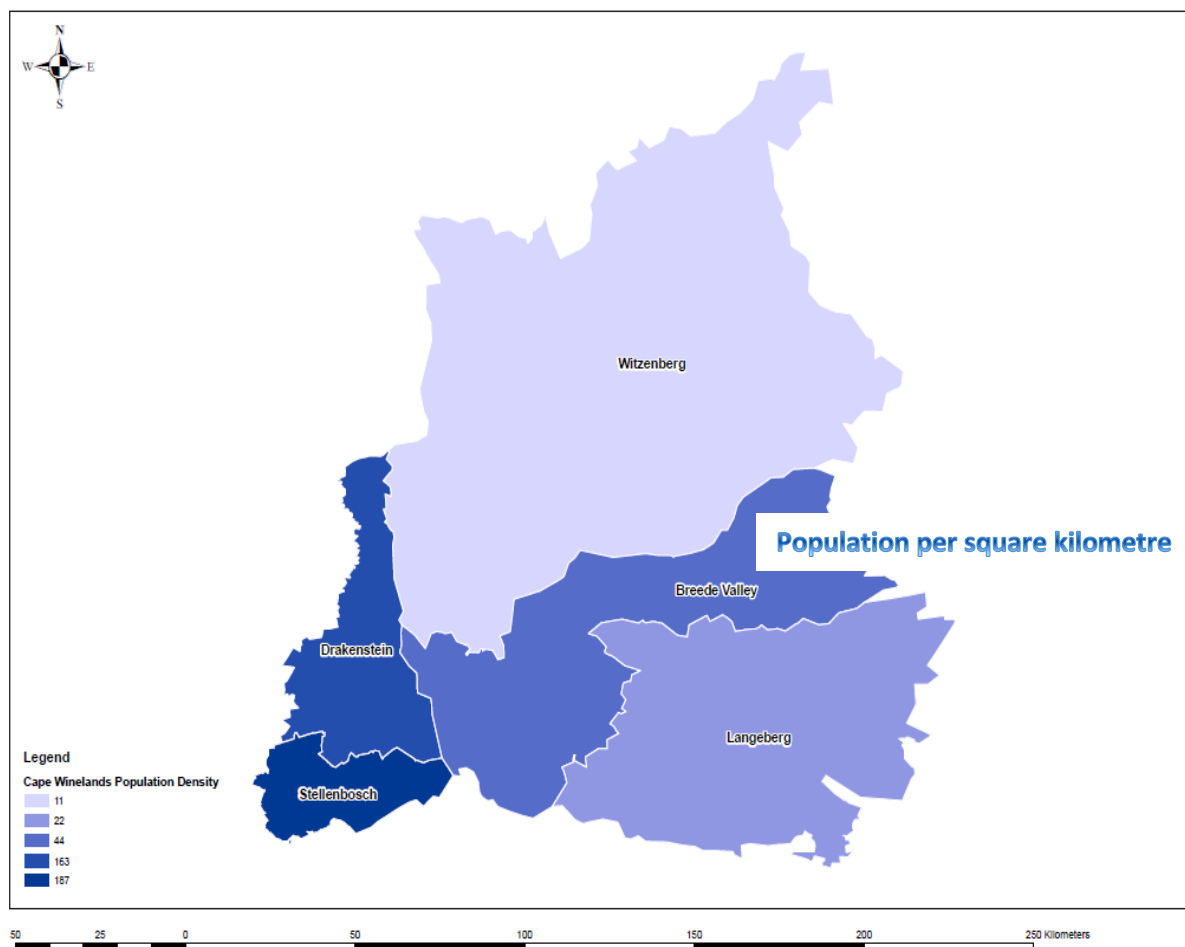 N
W E
S
Witzenberg
Population per square kilometre
Breede Valley
Drakenstein
Langeberg
Stellenbosch
Legend
Cape Winelands Population Density
11
22
44
163
187
50 25 0 50 100 150 200 250 Kilometers